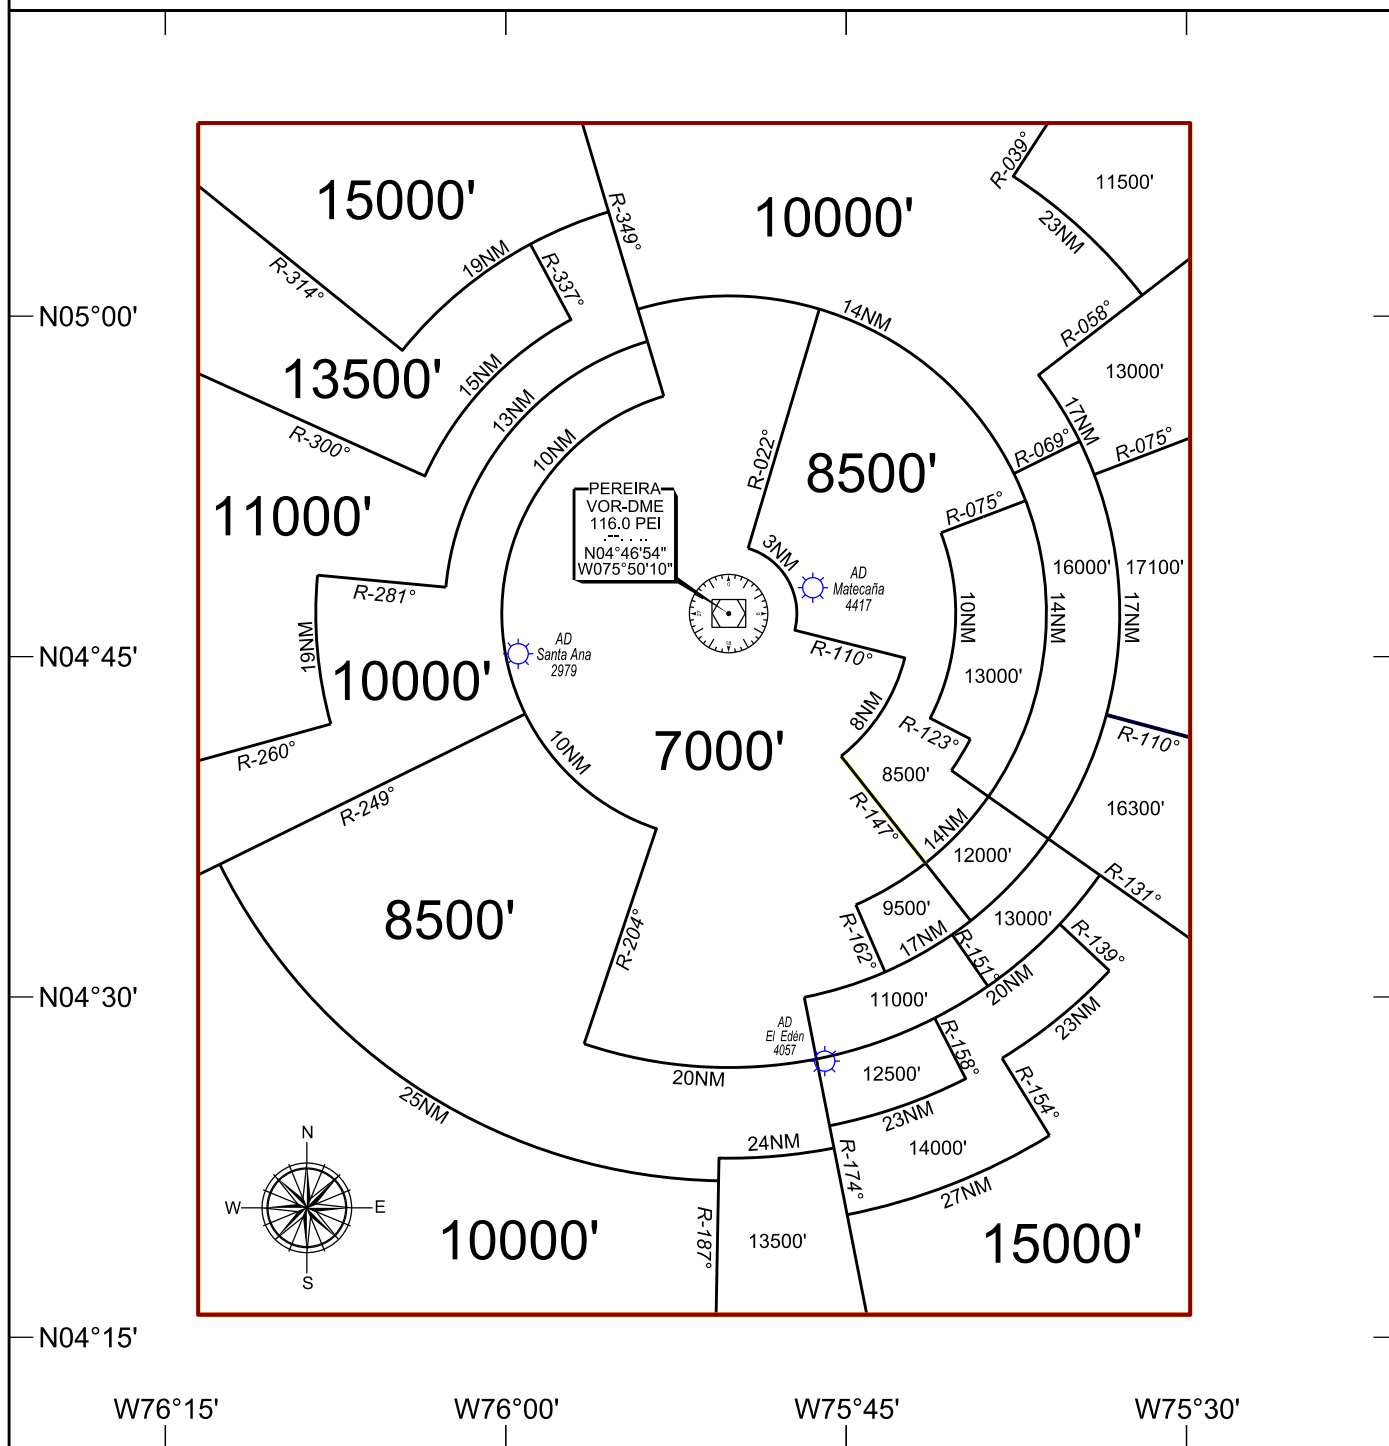 15000'
R-349°
10000'
R-039°
11500'
23NM
19NM
R-337°
R-314°
N05°00'
14NM
R-058°
13500'
15NM
13NM
13000'
17NM
R-300°
10NM
R-022°
8500'
R-069°
R-075°
11000'
PEREIRA
VOR-DME
116.0 PEI
.--. . ..
N04°46'54"
W075°50'10"
R-075°
3NM
AD
Matecaña
4417
16000'
17100'
R-281°
10NM
14NM
17NM
19NM
AD
Santa Ana
2979
N04°45'
R-110°
10000'
13000'
8NM
R-123°
R-110°
R-260°
10NM
7000'
8500'
R-249°
R-147°
14NM
16300'
12000'
R-131°
8500'
R-204°
9500'
R-162°
17NM
13000'
R-151°
R-139°
20NM
N04°30'
11000'
23NM
AD
El Edén
4057
R-158°
12500'
20NM
23NM
R-154°
25NM
24NM
R-174°
14000'
27NM
N
W
E
S
10000'
R-187°
13500'
15000'
N04°15'
W76°15'
W76°00'
W75°45'
W75°30'